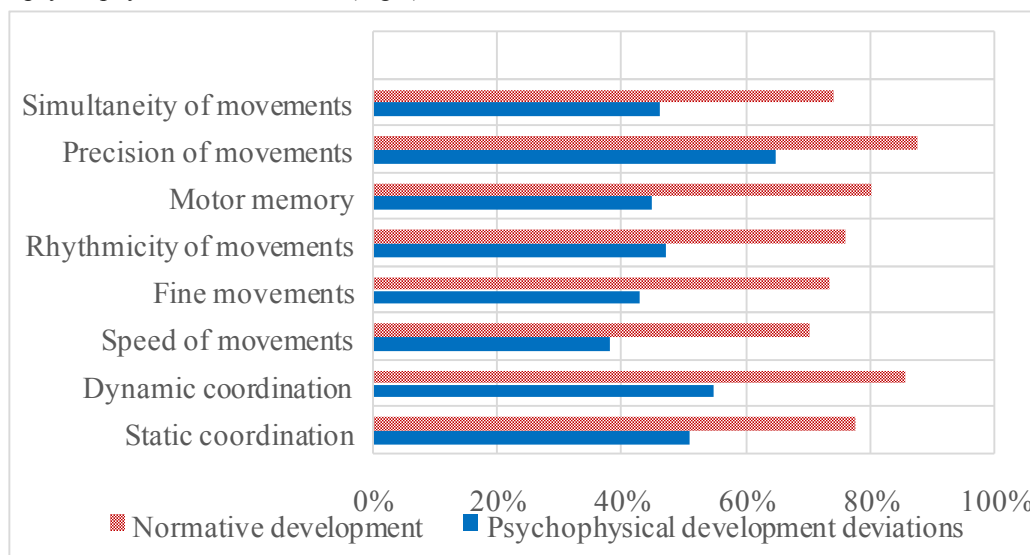 Simultaneity of movements
Precision of movements
Motor memory
Rhythmicity of movements
Fine movements
Speed of movements
Dynamic coordination
Static coordination
0% 20% 40% 60% 80% 100%
Normative development Psychophysical development deviations